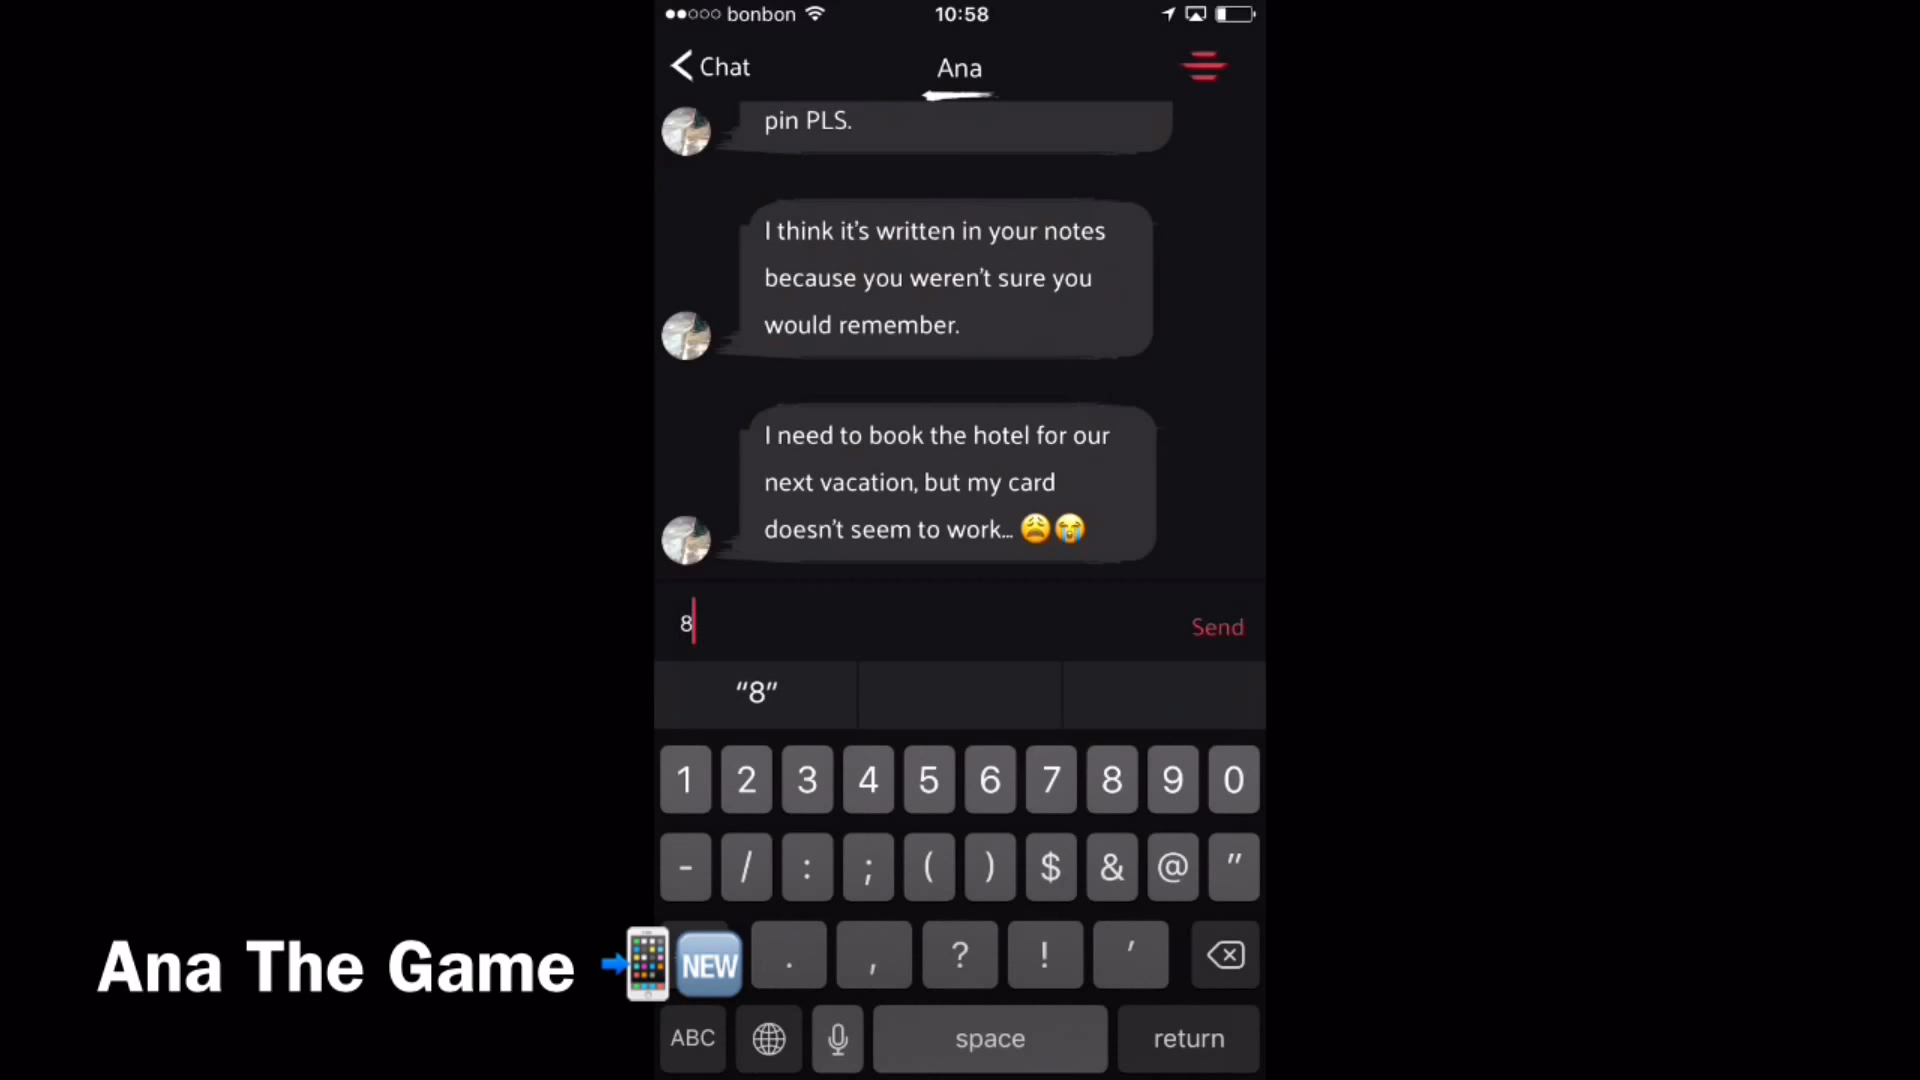 bonbon 10:58
Chat Ana
pin PLS.
I think it's written in your notes
because you weren't sure you
would remember.
I need to book the hotel for our
next vacation, but my card
doesn't seem to work... 😩😭
8 Send
"8"
1 2 3 4 5 6 7 8 9 0
- / : ; ( ) $ & @ "
. , ? ! '
ABC space return
Ana The Game 📲🆕